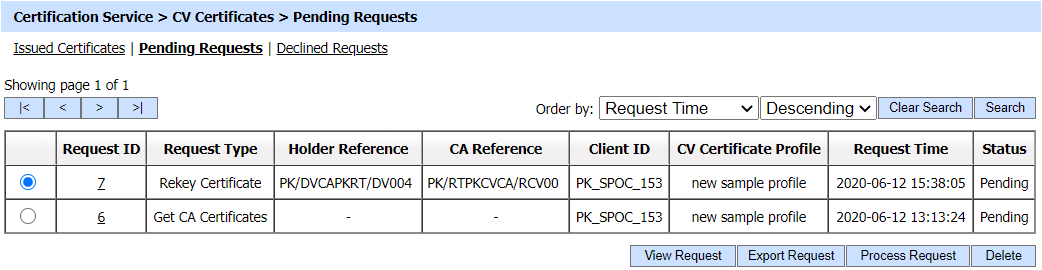 Certification Service > CV Certificates > Pending Requests
Issued Certificates | Pending Requests | Declined Requests
Showing page 1 of 1
|< < > >| Order by: Request Time Descending Clear Search Search
Request ID Request Type Holder Reference CA Reference Client ID CV Certificate Profile Request Time Status
7 Rekey Certificate PK/DVCAPKRT/DV004 PK/RTPKCVCA/RCV00 PK_SPOC_153 new sample profile 2020-06-12 15:38:05 Pending
6 Get CA Certificates - - PK_SPOC_153 new sample profile 2020-06-12 13:13:24 Pending
View Request Export Request Process Request Delete